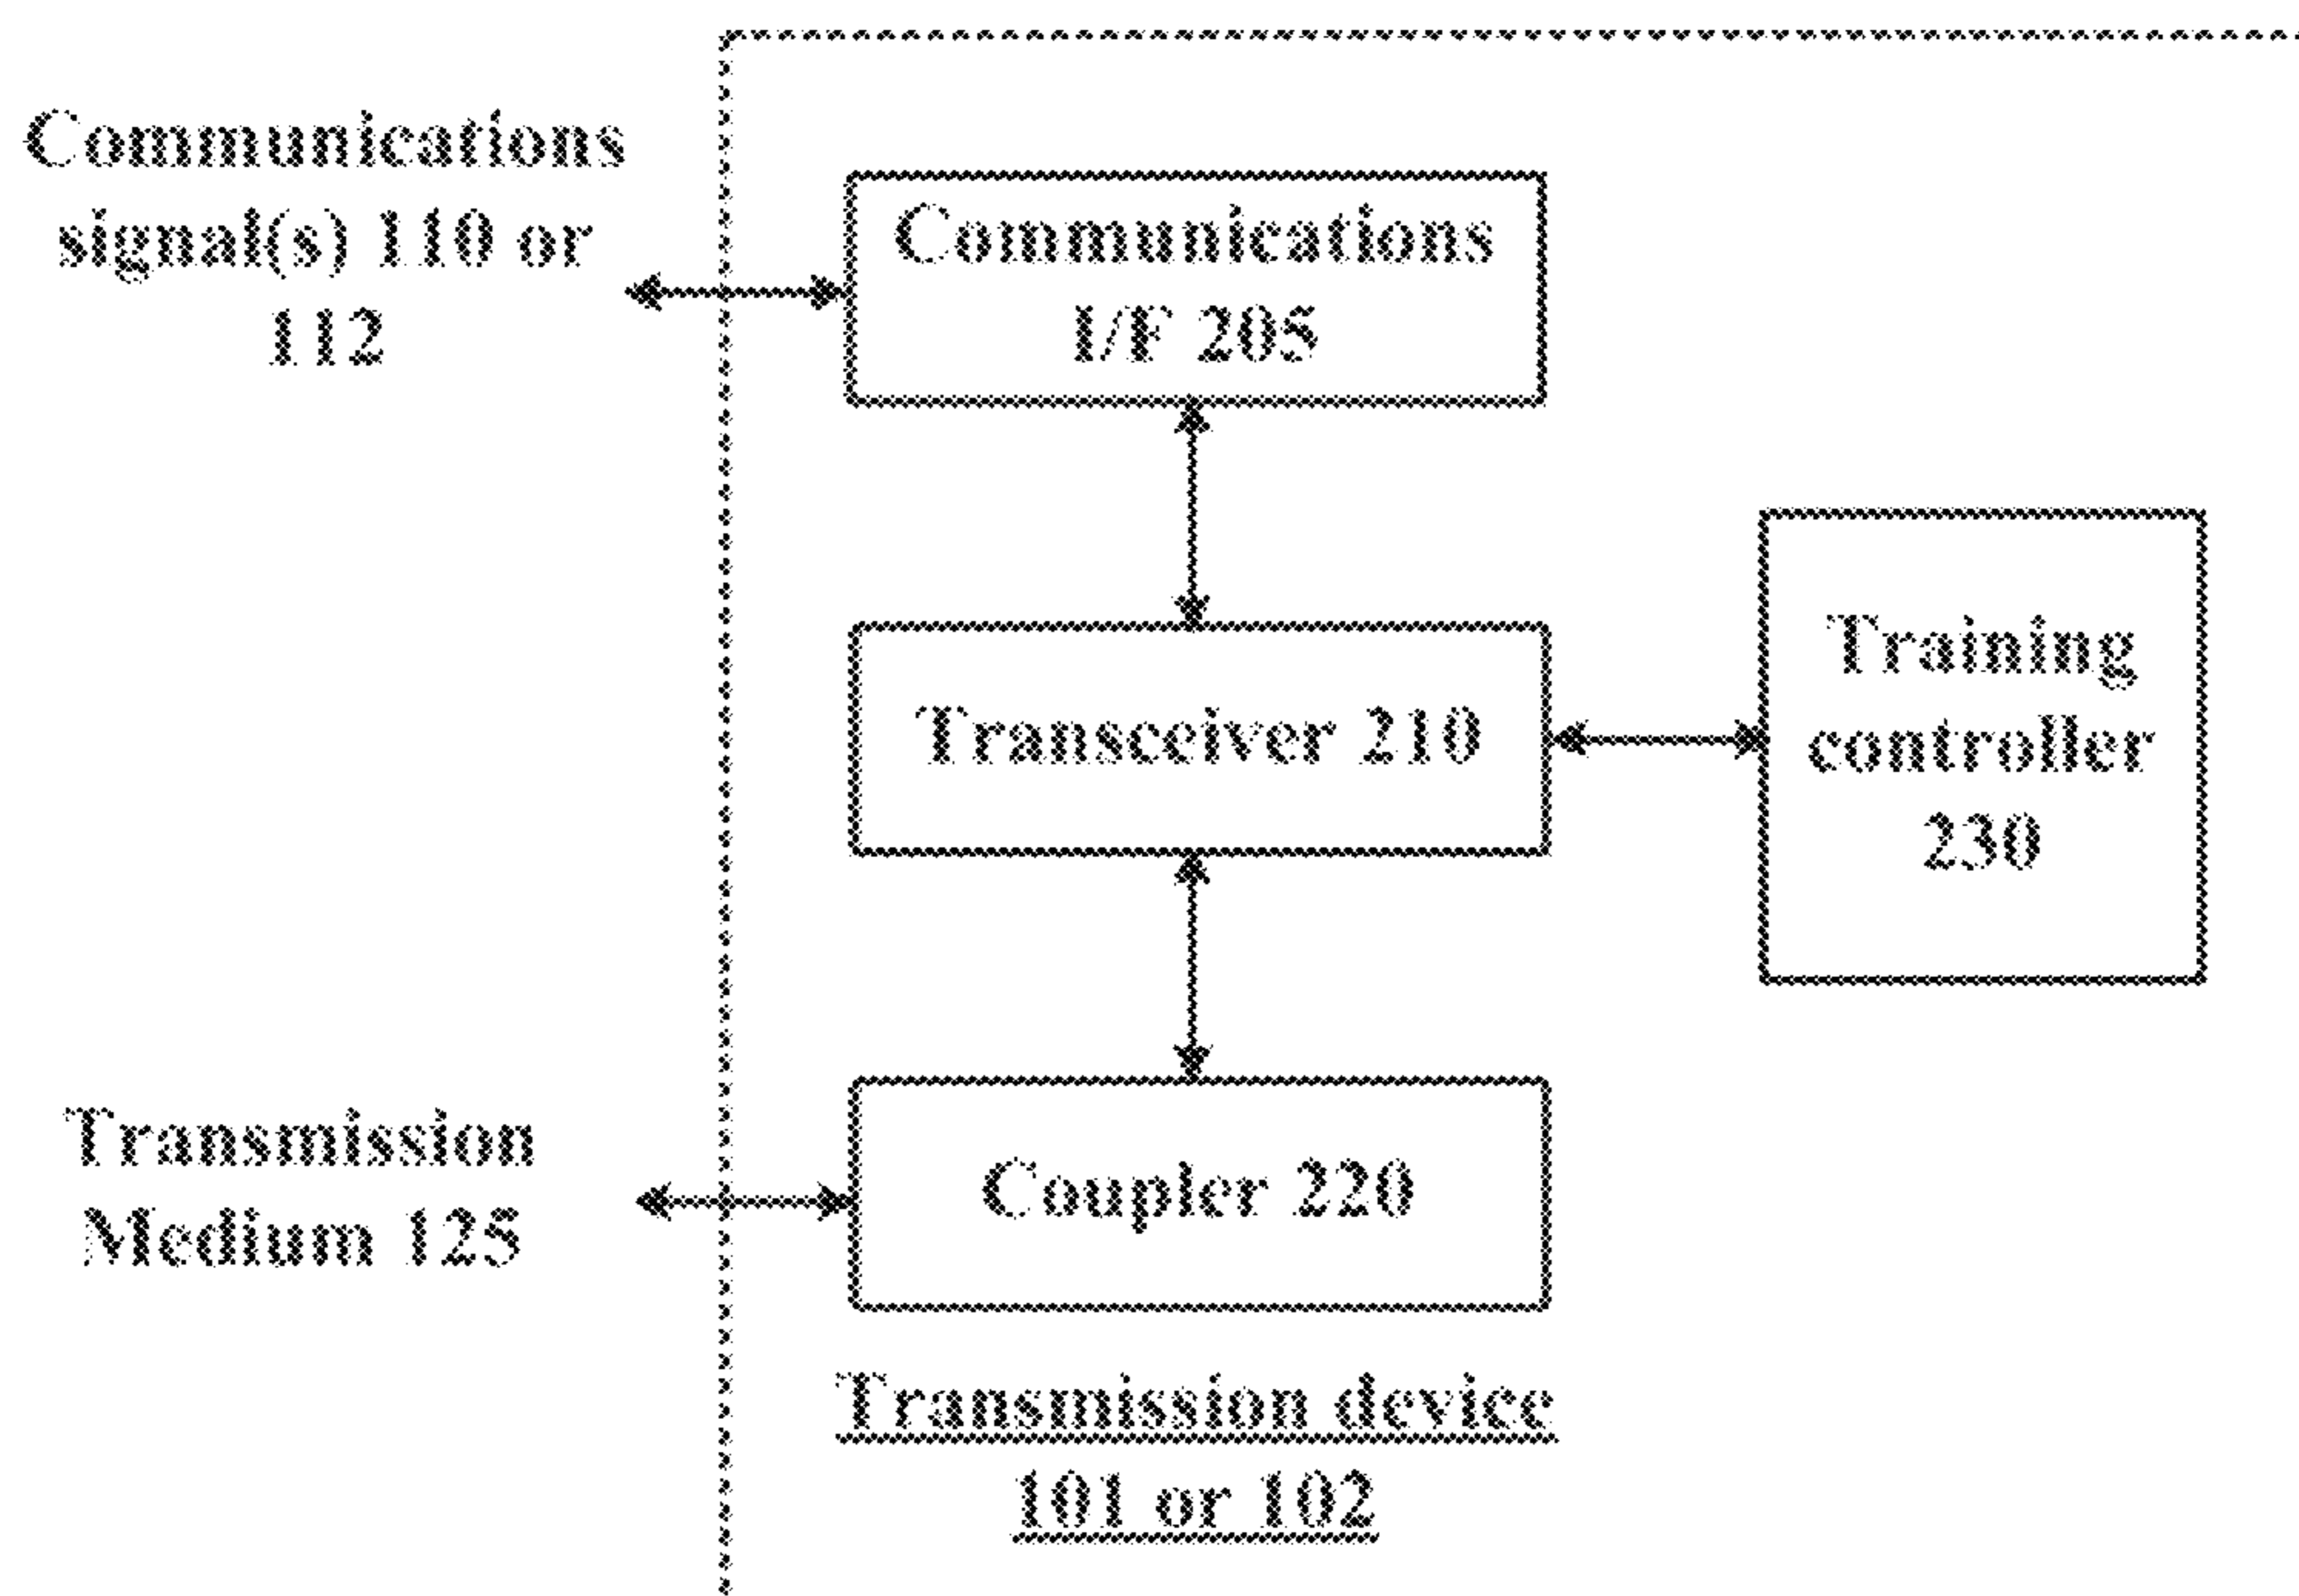 Communications
signal(s) 110 or
112
Communications
I/F 205
Transceiver 210
Training
controller
230
Transmission
Medium 125
Coupler 220
Transmission device
101 or 102